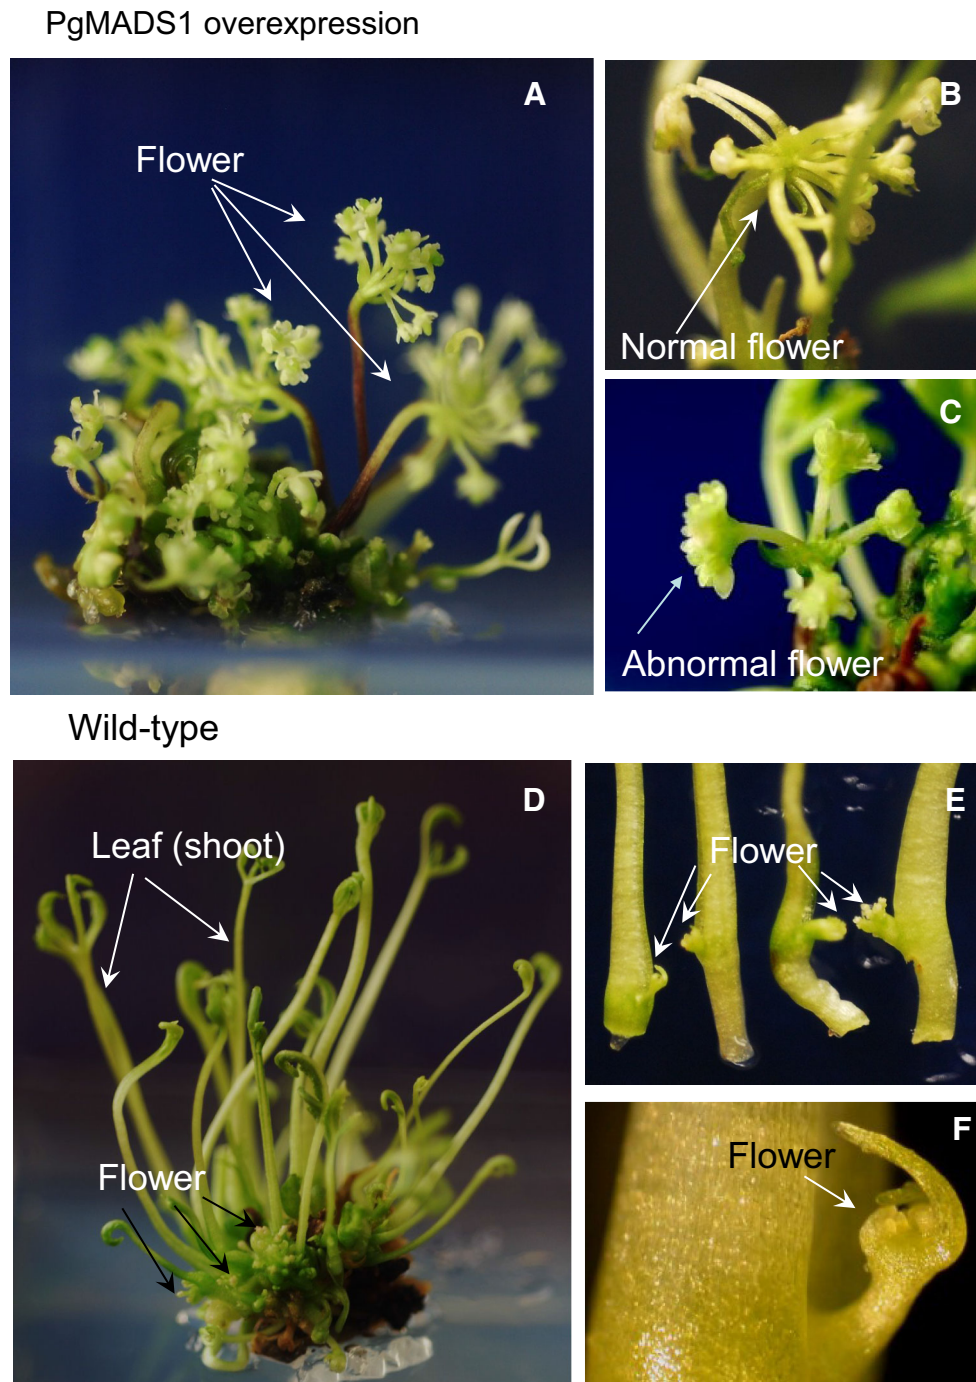 PgMADS1 overexpression
A
Flower
B
Normal flower
C
Abnormal flower
Wild-type
D
Leaf (shoot)
Flower
E
Flower
F
Flower